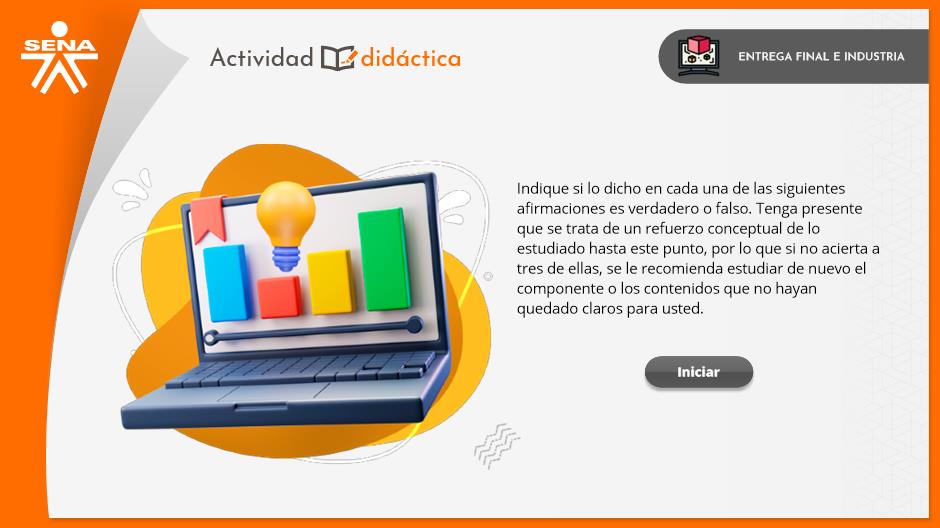 SENA
Actividad didáctica
ENTREGA FINAL E INDUSTRIA
Indique si lo dicho en cada una de las siguientes
afirmaciones es verdadero o falso. Tenga presente
que se trata de un refuerzo conceptual de lo
estudiado hasta este punto, por lo que si no acierta a
tres de ellas, se le recomienda estudiar de nuevo el
componente o los contenidos que no hayan
quedado claros para usted.
Iniciar